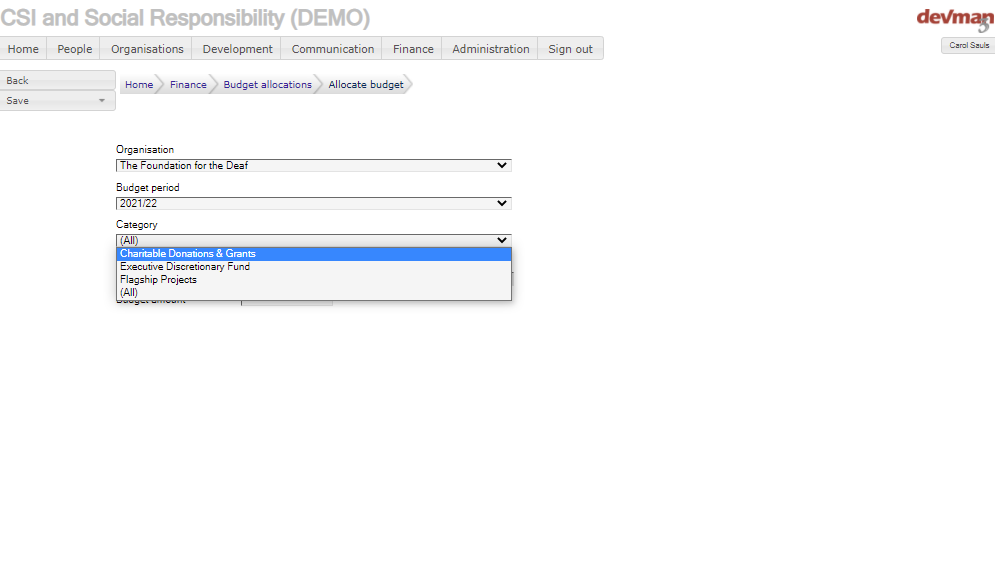 CSI and Social Responsibility (DEMO)
devman
3
Home People Organisations Development Communication Finance Administration Sign out
Carol Sauls
Back
Save
Home Finance Budget allocations Allocate budget
Organisation
The Foundation for the Deaf
Budget period
2021/22
Category
(All)
Charitable Donations & Grants
Executive Discretionary Fund
Flagship Projects
(All)
Budget amount